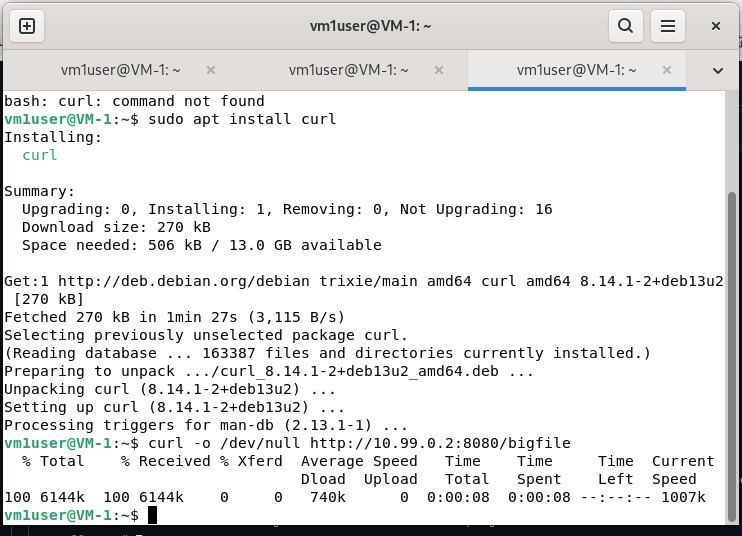 vm1user@VM-1: ~
vm1user@VM-1: ~ × vm1user@VM-1: ~ × vm1user@VM-1: ~ ×
bash: curl: command not found
vm1user@VM-1:~$ sudo apt install curl
Installing:
  curl

Summary:
  Upgrading: 0, Installing: 1, Removing: 0, Not Upgrading: 16
  Download size: 270 kB
  Space needed: 506 kB / 13.0 GB available

Get:1 http://deb.debian.org/debian trixie/main amd64 curl amd64 8.14.1-2+deb13u2
 [270 kB]
Fetched 270 kB in 1min 27s (3,115 B/s)
Selecting previously unselected package curl.
(Reading database ... 163387 files and directories currently installed.)
Preparing to unpack .../curl_8.14.1-2+deb13u2_amd64.deb ...
Unpacking curl (8.14.1-2+deb13u2) ...
Setting up curl (8.14.1-2+deb13u2) ...
Processing triggers for man-db (2.13.1-1) ...
vm1user@VM-1:~$ curl -o /dev/null http://10.99.0.2:8080/bigfile
  % Total    % Received % Xferd  Average Speed   Time    Time     Time  Current
                                 Dload  Upload   Total   Spent    Left  Speed
100 6144k  100 6144k    0     0   740k      0  0:00:08  0:00:08 --:--:-- 1007k
vm1user@VM-1:~$